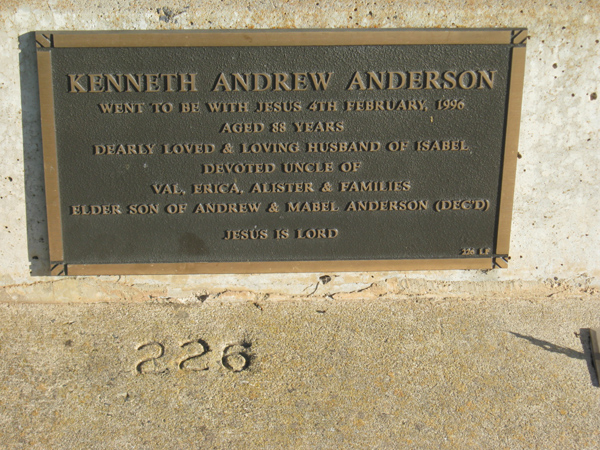 KENNETH ANDREW ANDERSON
WENT TO BE WITH JESUS 4TH FEBRUARY, 1996
AGED 88 YEARS
DEARLY LOVED & LOVING HUSBAND OF ISABEL
DEVOTED UNCLE OF
VAL, ERICA, ALISTER & FAMILIES
ELDER SON OF ANDREW & MABEL ANDERSON (DEC'D)
JESUS IS LORD
226 LF
226